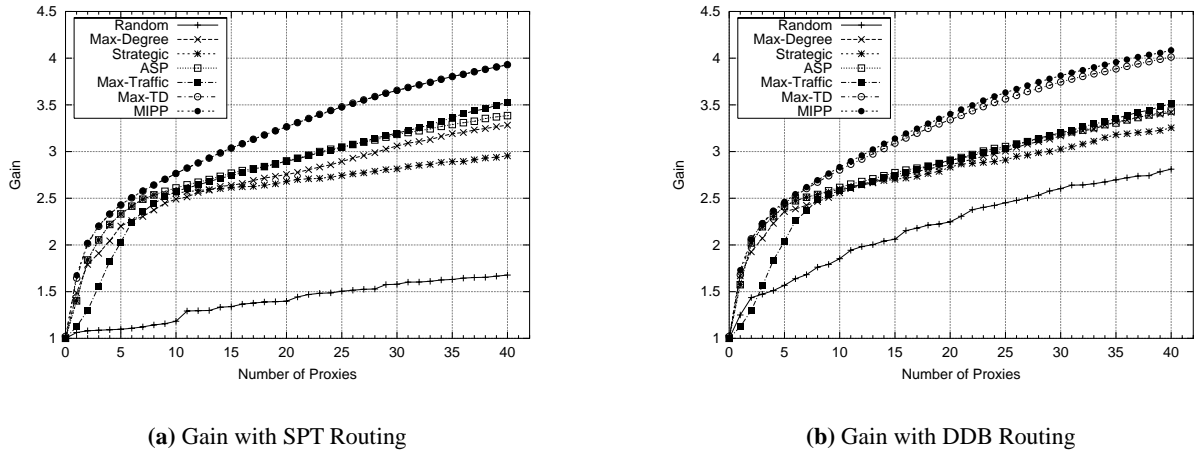 4.5
4
3.5
3
2.5
2
1.5
1
Gain
Random
Max-Degree
Strategic
ASP
Max-Traffic
Max-TD
MIPP
0 5 10 15 20 25 30 35 40
Number of Proxies
(a) Gain with SPT Routing
4.5
4
3.5
3
2.5
2
1.5
1
Gain
Random
Max-Degree
Strategic
ASP
Max-Traffic
Max-TD
MIPP
0 5 10 15 20 25 30 35 40
Number of Proxies
(b) Gain with DDB Routing